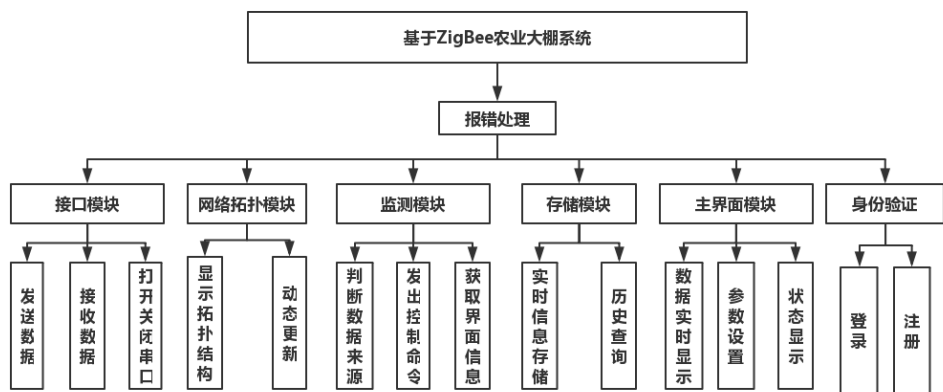 基于ZigBee农业大棚系统
报错处理
接口模块
网络拓扑模块
监测模块
存储模块
主界面模块
身份验证
发送数据
接收数据
打开关闭串口
显示拓扑结构
动态更新
判断数据来源
发出控制命令
获取界面信息
实时信息存储
历史查询
数据实时显示
参数设置
状态显示
登录
注册